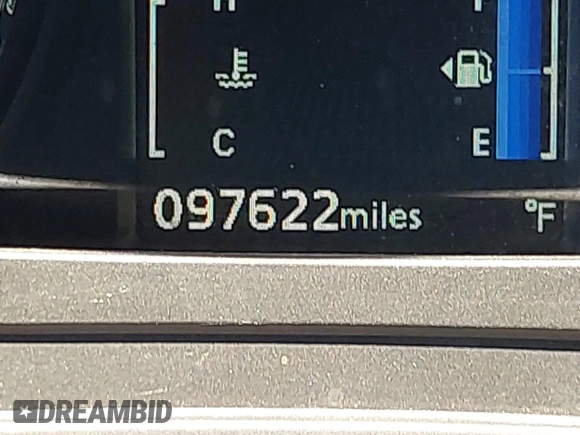 H F
C E
097622miles °F
DREAMBID